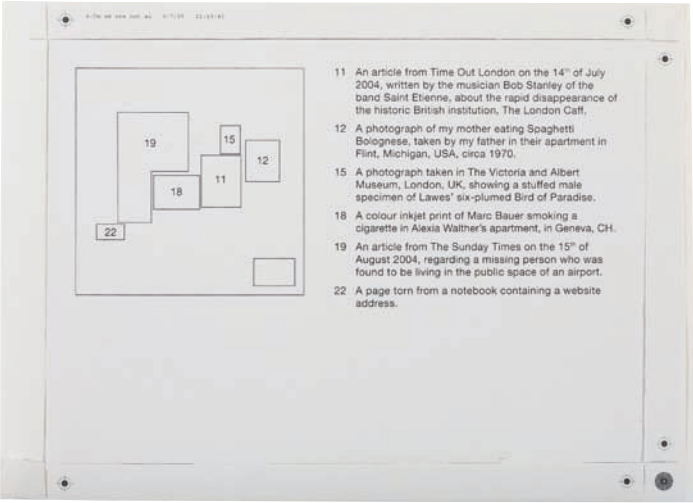 19
15
12
11
18
22
11 An article from Time Out London on the 14th of July
2004, written by the musician Bob Stanley of the
band Saint Etienne, about the rapid disappearance of
the historic British institution, The London Caff.
12 A photograph of my mother eating Spaghetti
Bolognese, taken by my father in their apartment in
Flint, Michigan, USA, circa 1970.
15 A photograph taken in The Victoria and Albert
Museum, London, UK, showing a stuffed male
specimen of Lawes' six-plumed Bird of Paradise.
18 A colour inkjet print of Marc Bauer smoking a
cigarette in Alexia Walther's apartment, in Geneva, CH.
19 An article from The Sunday Times on the 15th of
August 2004, regarding a missing person who was
found to be living in the public space of an airport.
22 A page torn from a notebook containing a website
address.